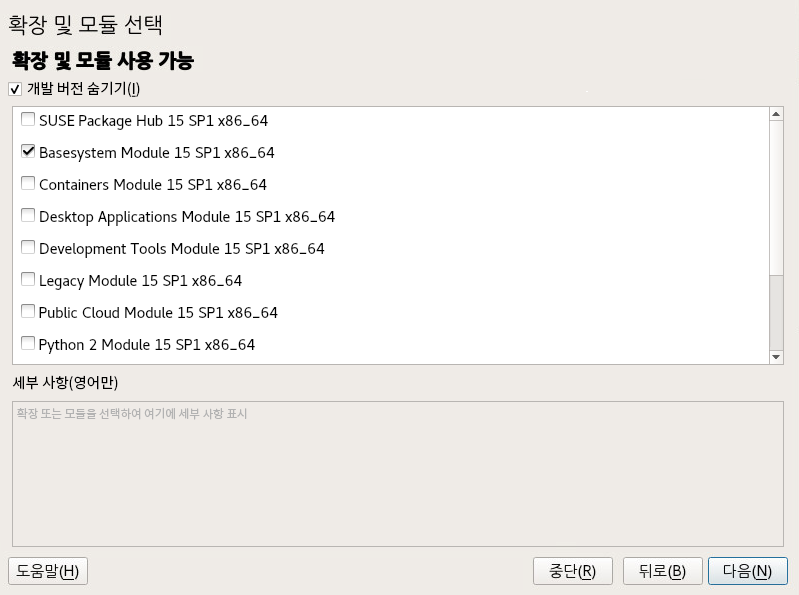 확장 및 모듈 선택
확장 및 모듈 사용 가능
개발 버전 숨기기(I)
SUSE Package Hub 15 SP1 x86_64
Basesystem Module 15 SP1 x86_64
Containers Module 15 SP1 x86_64
Desktop Applications Module 15 SP1 x86_64
Development Tools Module 15 SP1 x86_64
Legacy Module 15 SP1 x86_64
Public Cloud Module 15 SP1 x86_64
Python 2 Module 15 SP1 x86_64
세부 사항(영어만)
확장 또는 모듈을 선택하여 여기에 세부 사항 표시
도움말(H) 중단(R) 뒤로(B) 다음(N)